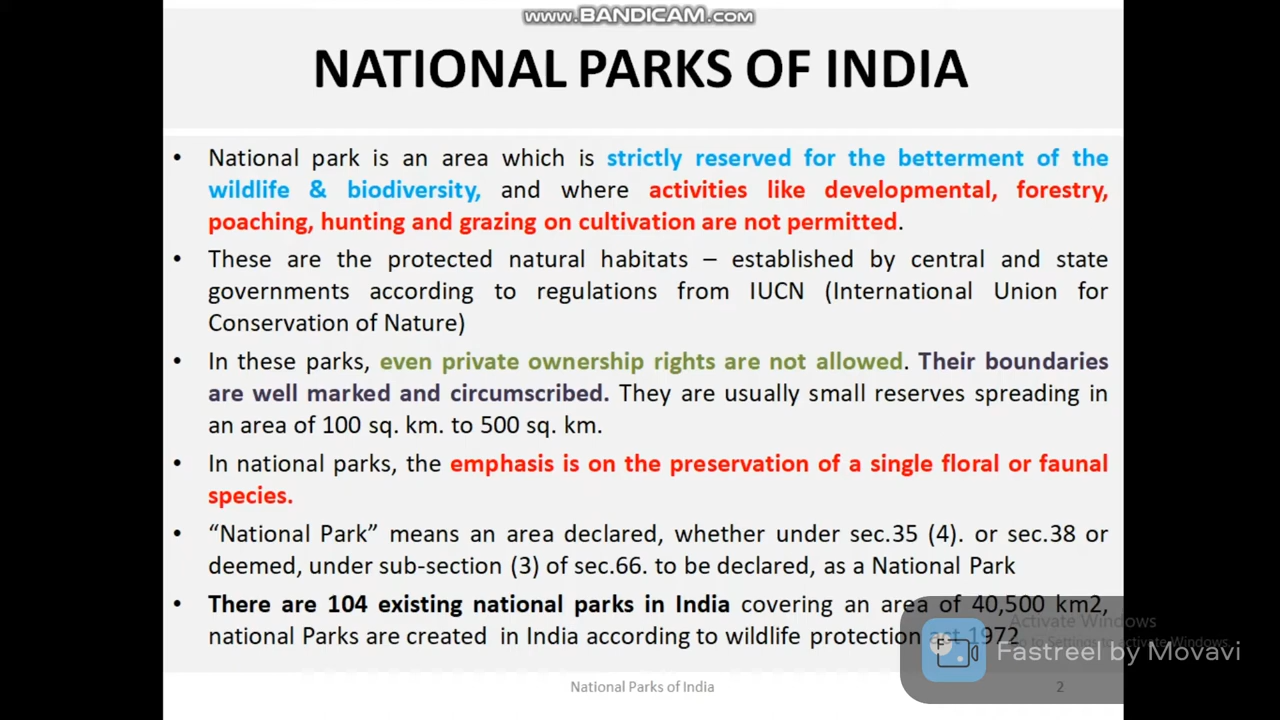 www.BANDICAM.com
NATIONAL PARKS OF INDIA
• National park is an area which is strictly reserved for the betterment of the
wildlife & biodiversity, and where activities like developmental, forestry,
poaching, hunting and grazing on cultivation are not permitted.
• These are the protected natural habitats – established by central and state
governments according to regulations from IUCN (International Union for
Conservation of Nature)
• In these parks, even private ownership rights are not allowed. Their boundaries
are well marked and circumscribed. They are usually small reserves spreading in
an area of 100 sq. km. to 500 sq. km.
• In national parks, the emphasis is on the preservation of a single floral or faunal
species.
• “National Park” means an area declared, whether under sec.35 (4). or sec.38 or
deemed, under sub-section (3) of sec.66. to be declared, as a National Park
• There are 104 existing national parks in India covering an area of 40,500 km2,
national Parks are created in India according to wildlife protection act 1972
Activate Windows
Go to Settings to activate Windows.
Fastreel by Movavi
National Parks of India
2